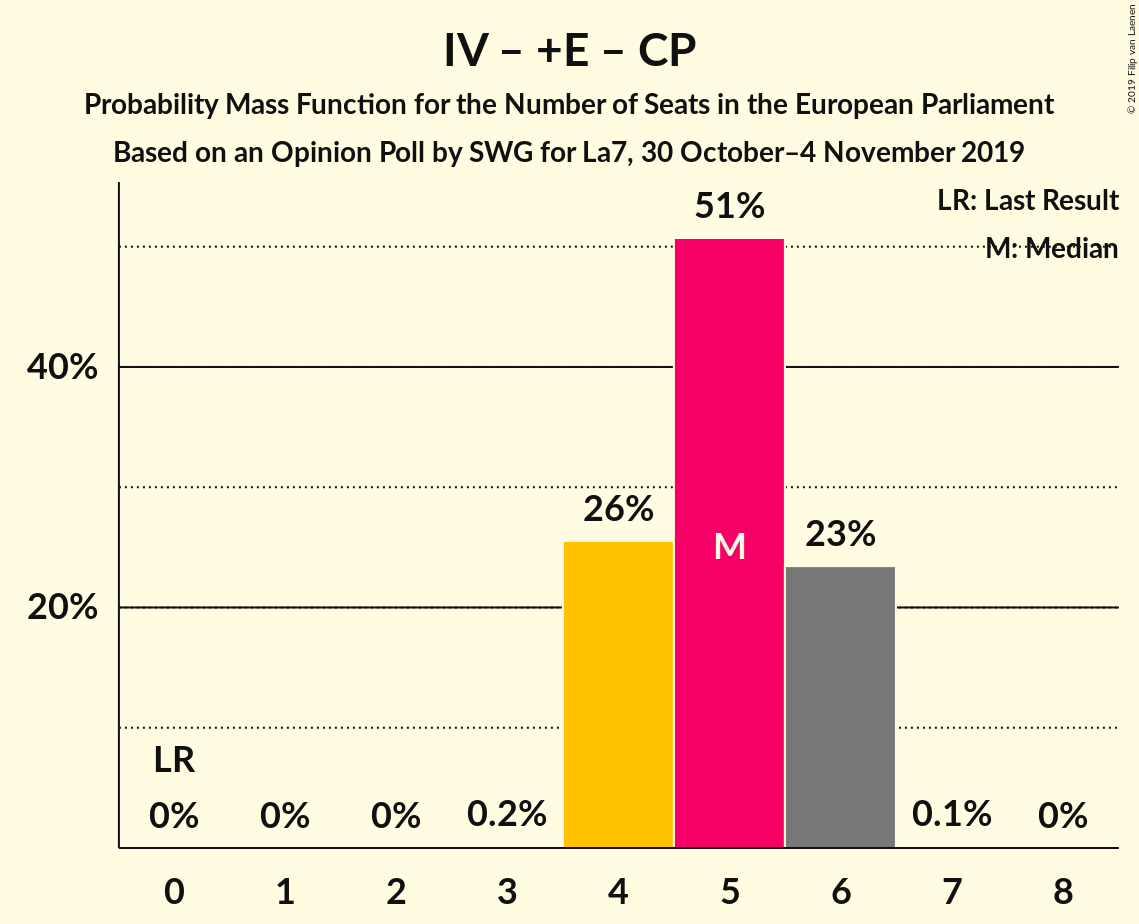 IV – +E – CP
Probability Mass Function for the Number of Seats in the European Parliament
Based on an Opinion Poll by SWG for La7, 30 October–4 November 2019
© 2019 Filip van Laenen
LR: Last Result
M: Median
51%
40%
26%
M
23%
20%
LR
0%
0%
0%
0.2%
0.1%
0%
0 1 2 3 4 5 6 7 8